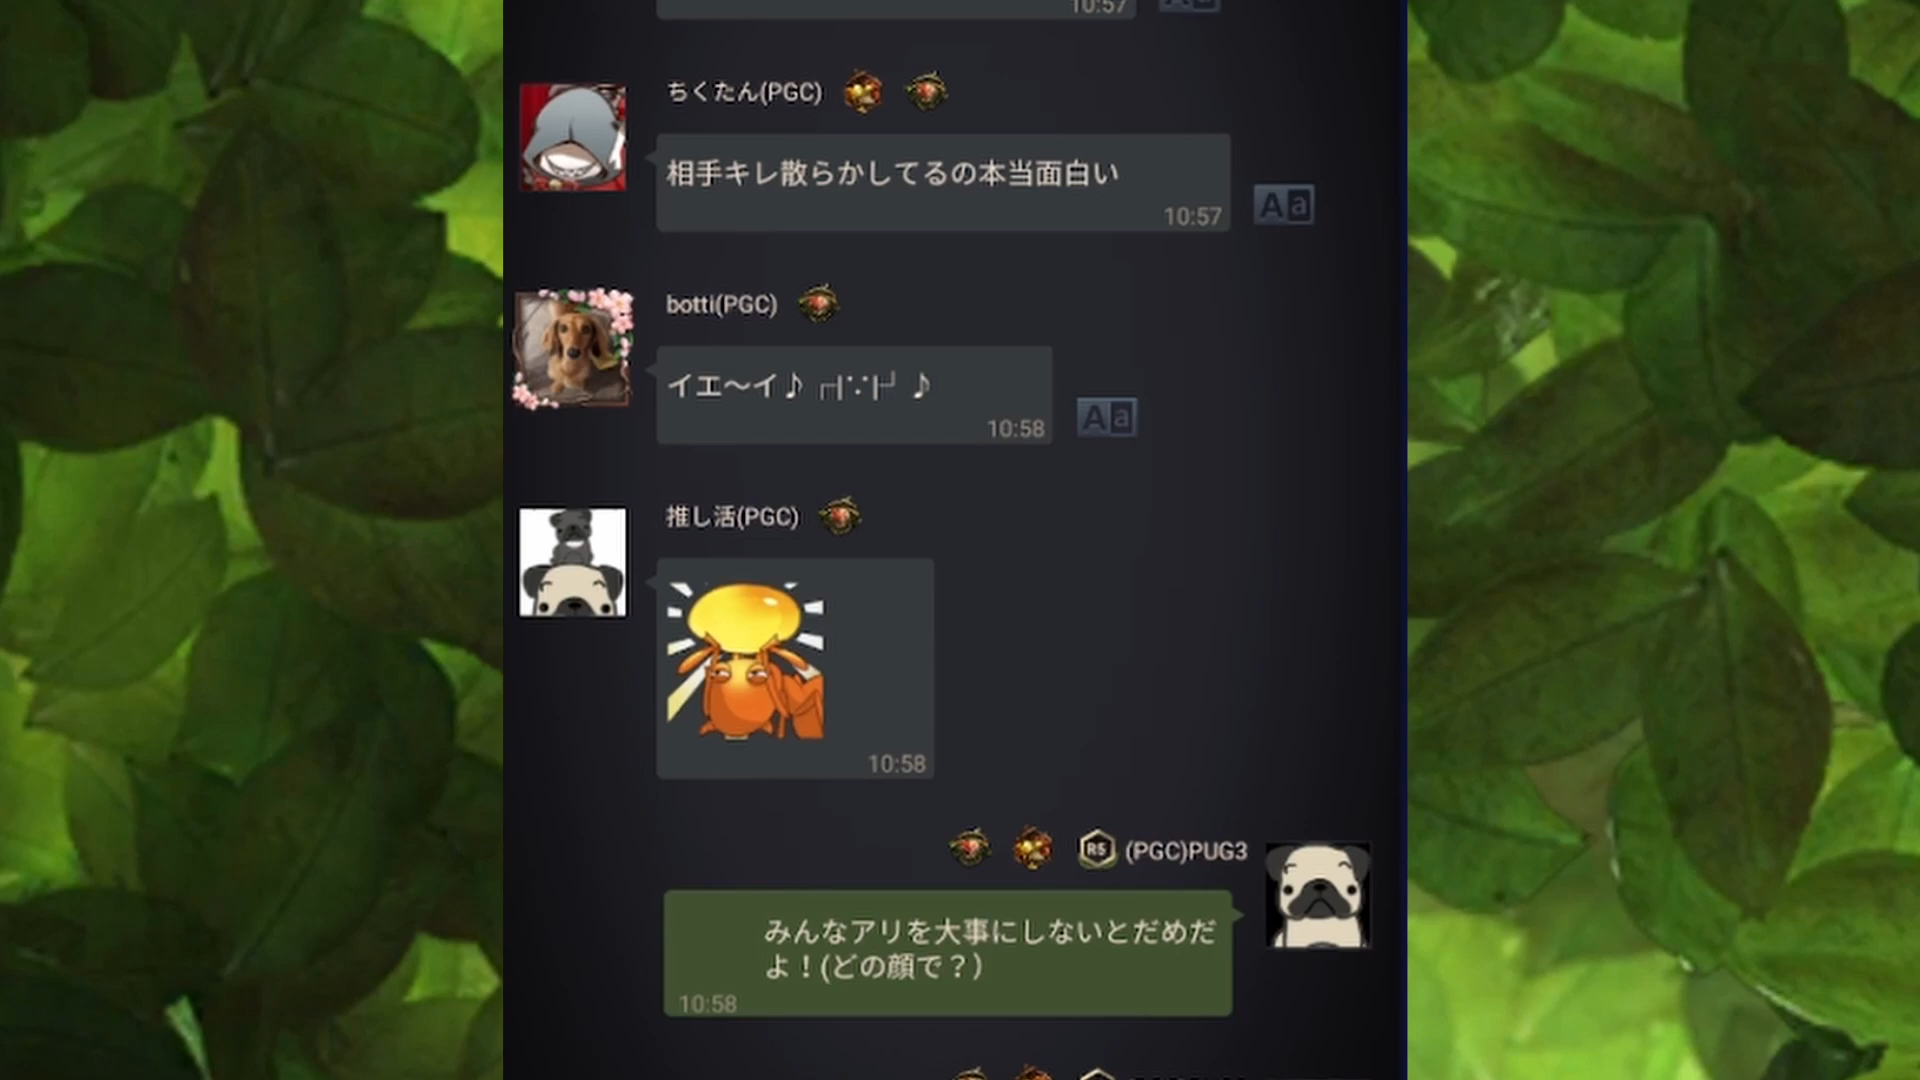 10:57
ちくたん(PGC)
相手キレ散らかしてるの本当面白い
10:57
Aa
botti(PGC)
イエ〜イ♪ ┌|∵|┘ ♪
10:58
Aa
推し活(PGC)
10:58
R5 (PGC)PUG3
みんなアリを大事にしないとだめだ
よ！(どの顔で？)
10:58